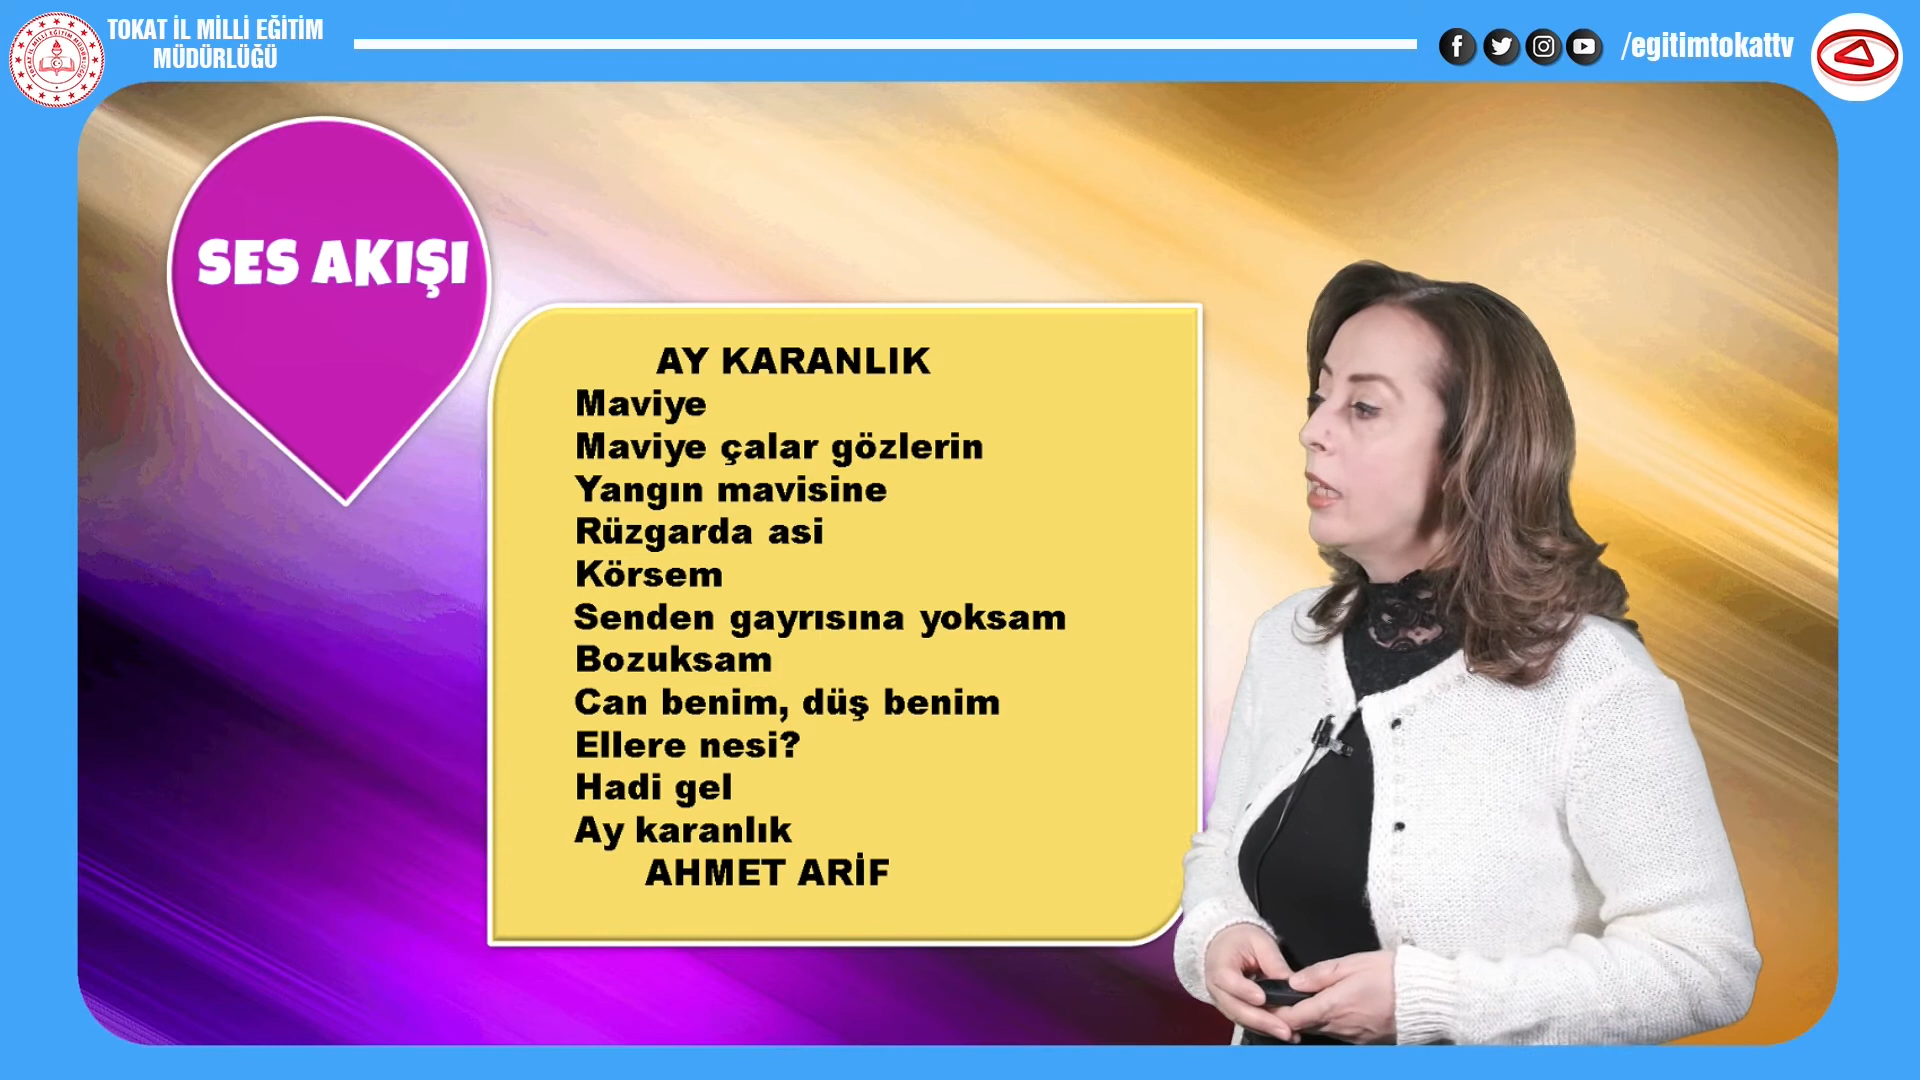 TOKAT İL MİLLİ EĞİTİM
MÜDÜRLÜĞÜ
/egitimtokattv
SES AKIŞI
AY KARANLIK
Maviye
Maviye çalar gözlerin
Yangın mavisine
Rüzgarda asi
Körsem
Senden gayrısına yoksam
Bozuksam
Can benim, düş benim
Ellere nesi?
Hadi gel
Ay karanlık
AHMET ARİF